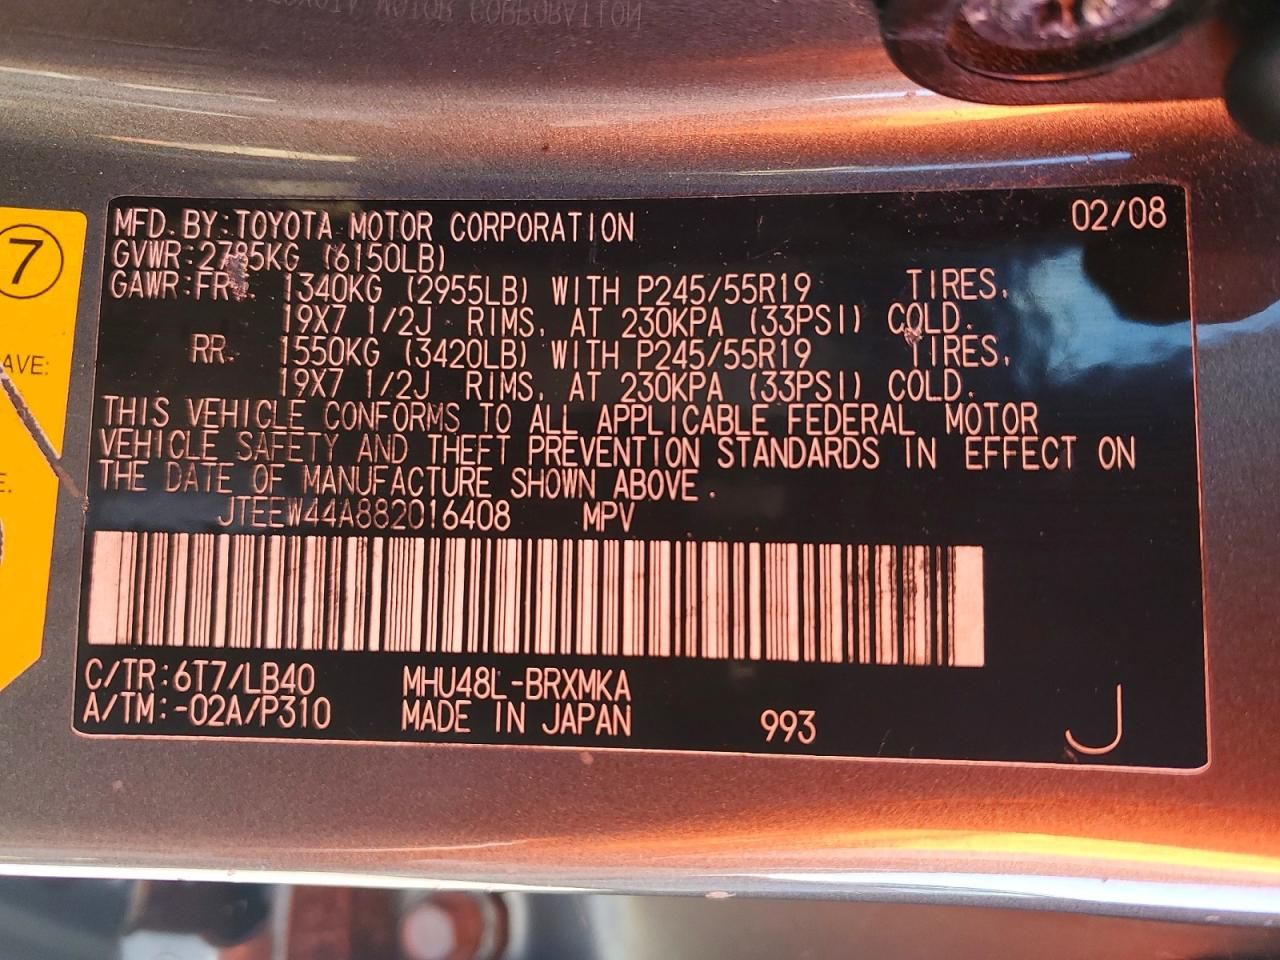 MFD. BY: TOYOTA MOTOR CORPORATION 02/08
GVWR: 2785KG (6150LB)
GAWR: FR. 1340KG (2955LB) WITH P245/55R19 TIRES,
19X7 1/2J RIMS, AT 230KPA (33PSI) COLD.
RR. 1550KG (3420LB) WITH P245/55R19 TIRES,
19X7 1/2J RIMS, AT 230KPA (33PSI) COLD.
THIS VEHICLE CONFORMS TO ALL APPLICABLE FEDERAL MOTOR
VEHICLE SAFETY AND THEFT PREVENTION STANDARDS IN EFFECT ON
THE DATE OF MANUFACTURE SHOWN ABOVE.
JTEEW44A882016408 MPV
C/TR: 6T7/LB40 MHU48L-BRXMKA
A/TM: -02A/P310 MADE IN JAPAN 993 J
7
AVE:
E.